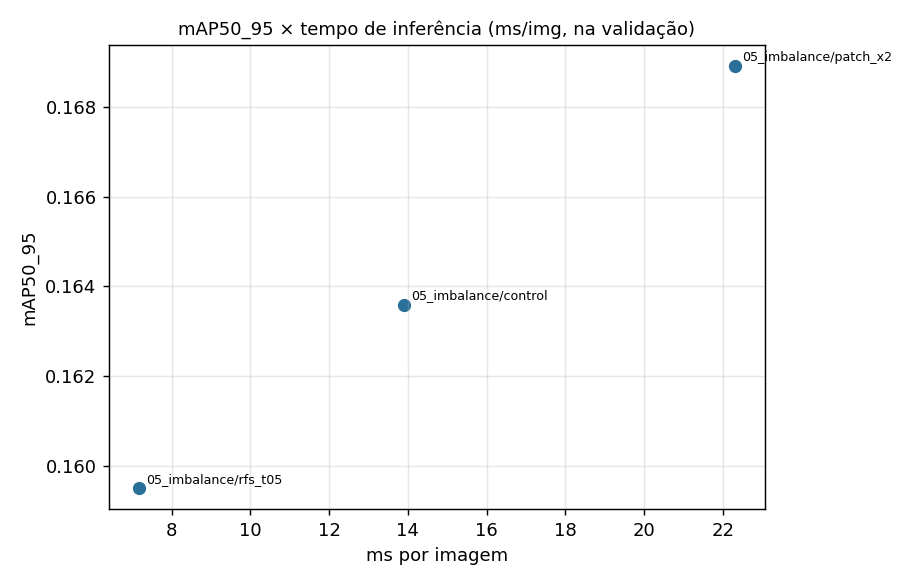 mAP50_95 × tempo de inferência (ms/img, na validação)
05_imbalance/patch_x2
0.168
0.166
0.164
05_imbalance/control
mAP50_95
0.162
0.160
05_imbalance/rfs_t05
8 10 12 14 16 18 20 22
ms por imagem